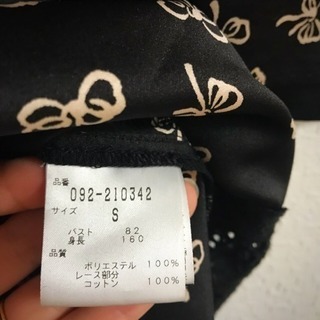 品番
092-210342
サイズ S
バスト 82
身長 160
品質
ポリエステル 100%
レース部分
コットン 100%